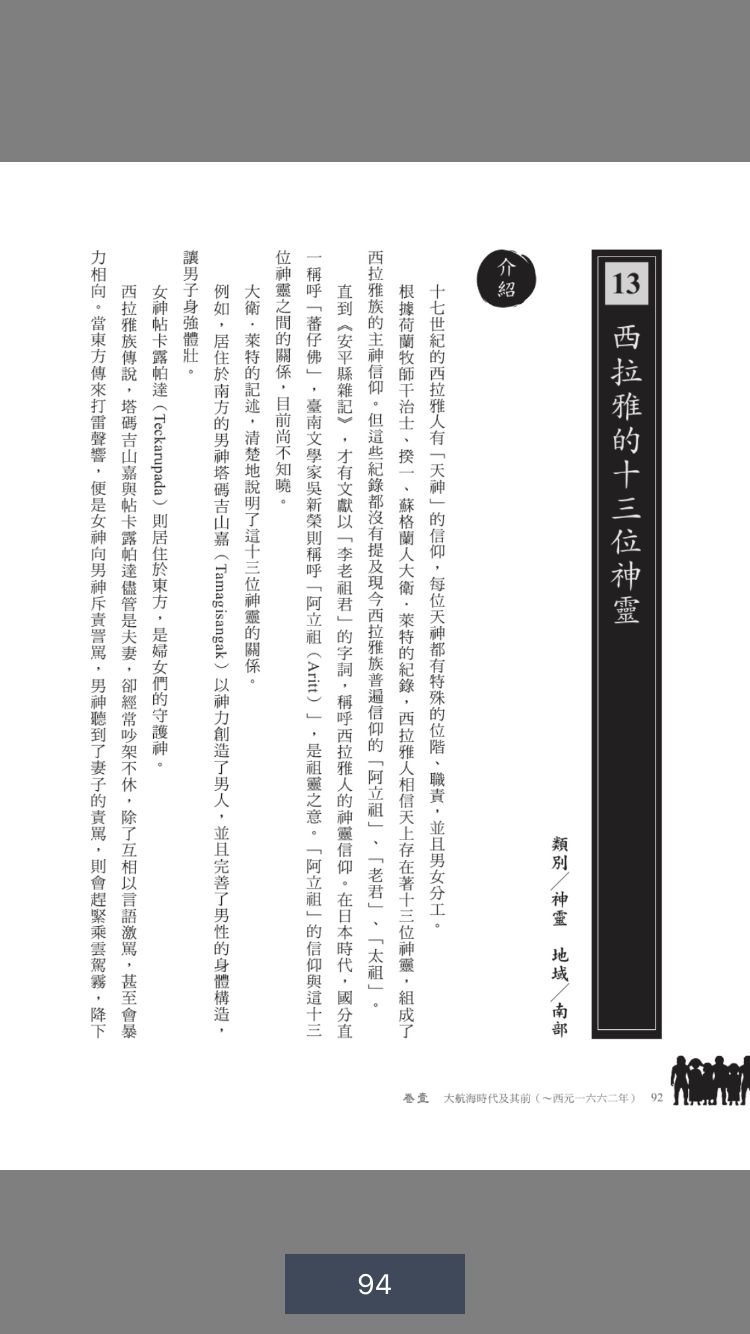 13
西拉雅的十三位神靈
類別／神靈　地域／南部
介紹
十七世紀的西拉雅人有「天神」的信仰，每位天神都有特殊的位階、職責，並且男女分工。
根據荷蘭牧師干治士、揆一、蘇格蘭人大衛．萊特的紀錄，西拉雅人相信天上存在著十三位神靈，組成了
西拉雅族的主神信仰。但這些紀錄都沒有提及現今西拉雅族普遍信仰的「阿立祖」、「老君」、「太祖」。
直到《安平縣雜記》，才有文獻以「李老祖君」的字詞，稱呼西拉雅人的神靈信仰。在日本時代，國分直
一稱呼「蕃仔佛」，臺南文學家吳新榮則稱呼「阿立祖（Aritt）」，是祖靈之意。「阿立祖」的信仰與這十三
位神靈之間的關係，目前尚不知曉。
大衛．萊特的記述，清楚地說明了這十三位神靈的關係。
例如，居住於南方的男神塔碼吉山嘉（Tamagisangak）以神力創造了男人，並且完善了男性的身體構造，
讓男子身強體壯。
女神帖卡露帕達（Teckarupada）則居住於東方，是婦女們的守護神。
西拉雅族傳說，塔碼吉山嘉與帖卡露帕達儘管是夫妻，卻經常吵架不休，除了互相以言語激罵，甚至會暴
力相向。當東方傳來打雷聲響，便是女神向男神斥責詈罵，男神聽到了妻子的責罵，則會趕緊乘雲駕霧，降下
卷壹　大航海時代及其前（～西元一六六二年）　92
94